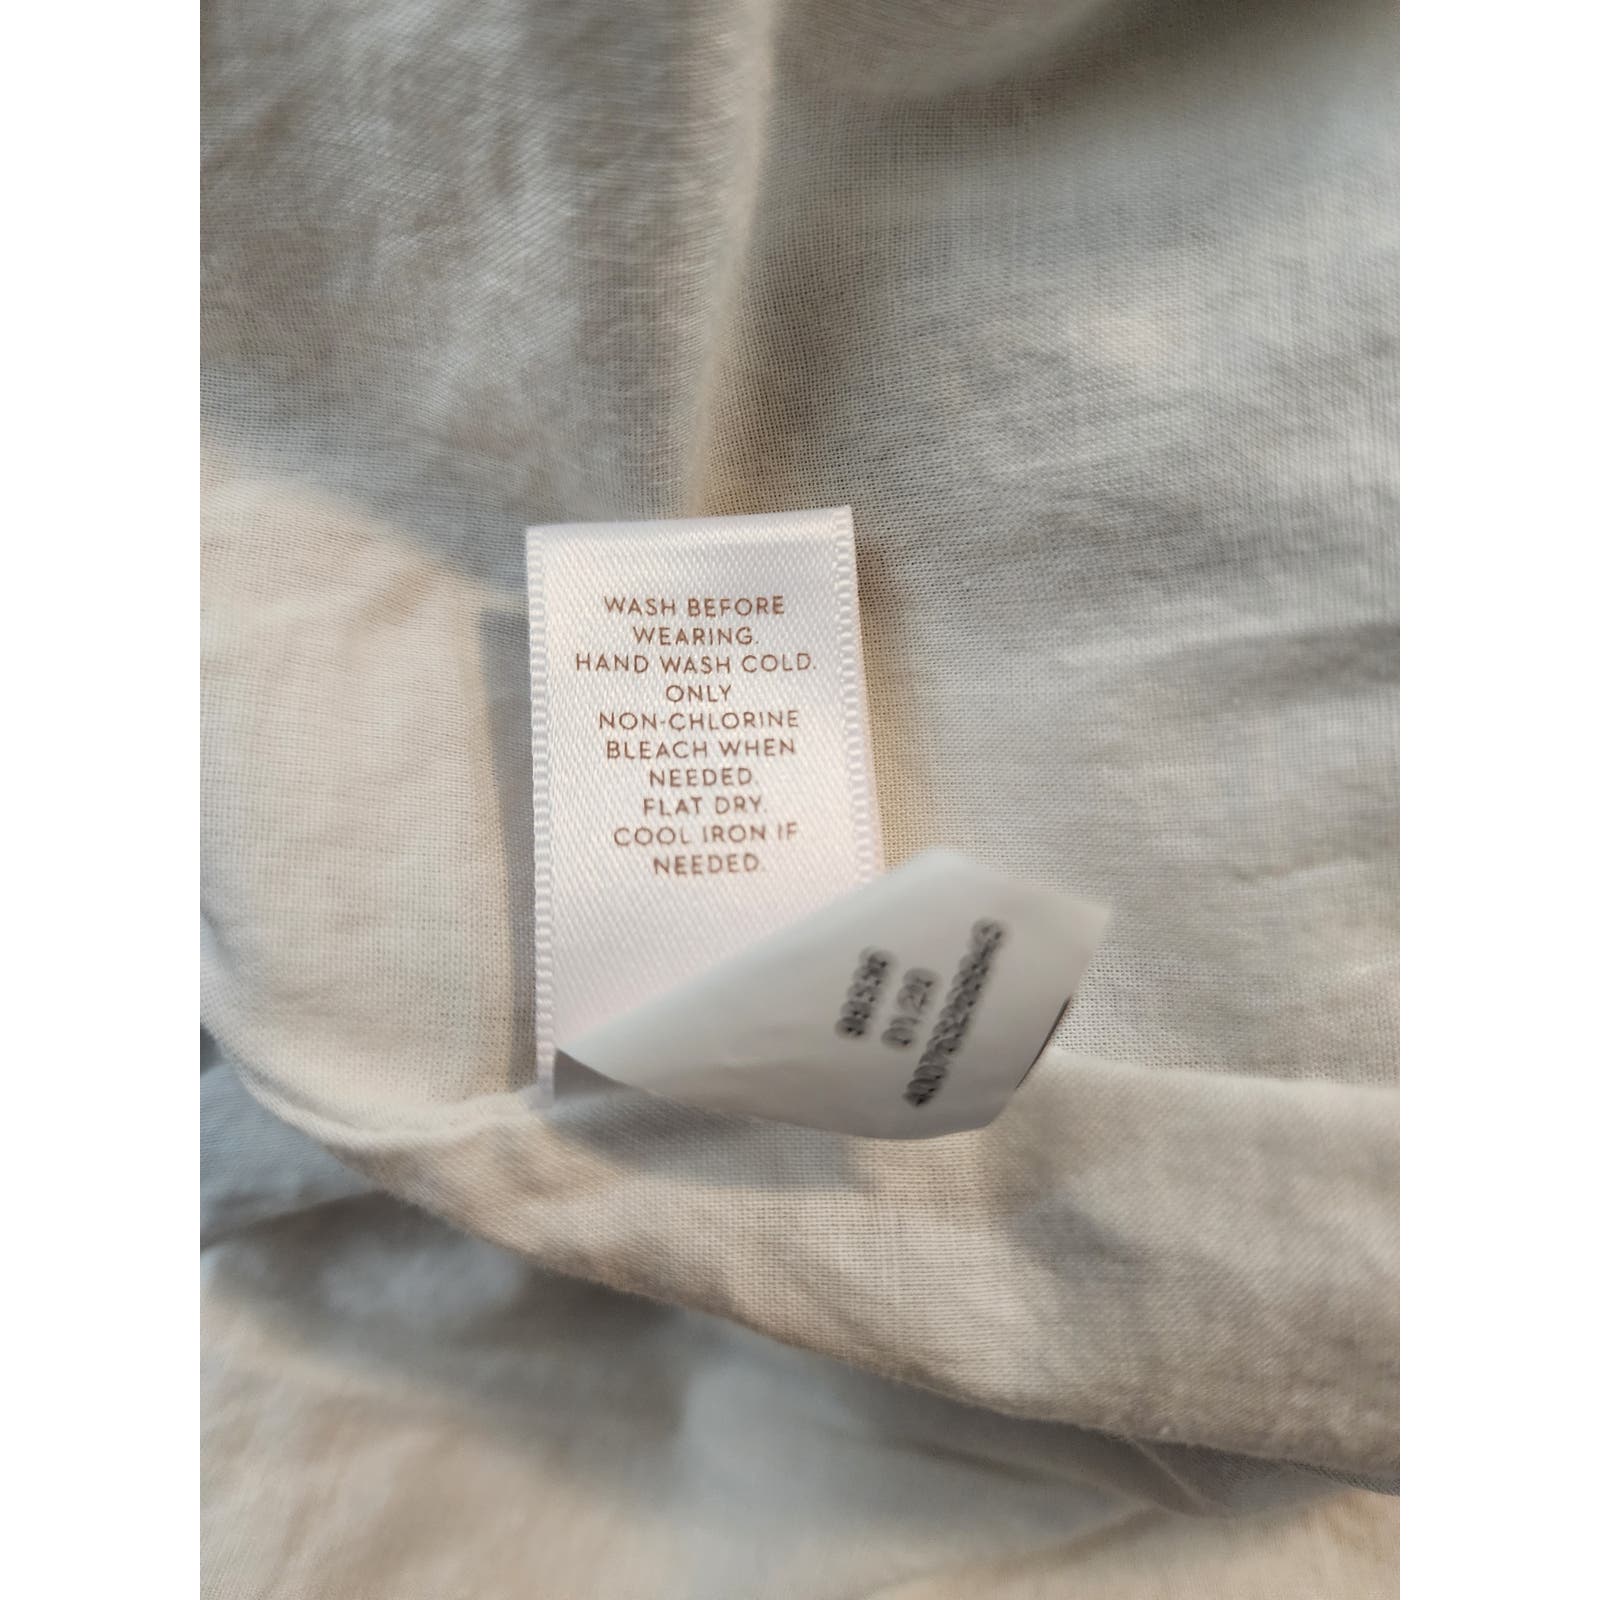 WASH BEFORE
WEARING.
HAND WASH COLD.
ONLY
NON-CHLORINE
BLEACH WHEN
NEEDED.
FLAT DRY.
COOL IRON IF
NEEDED.